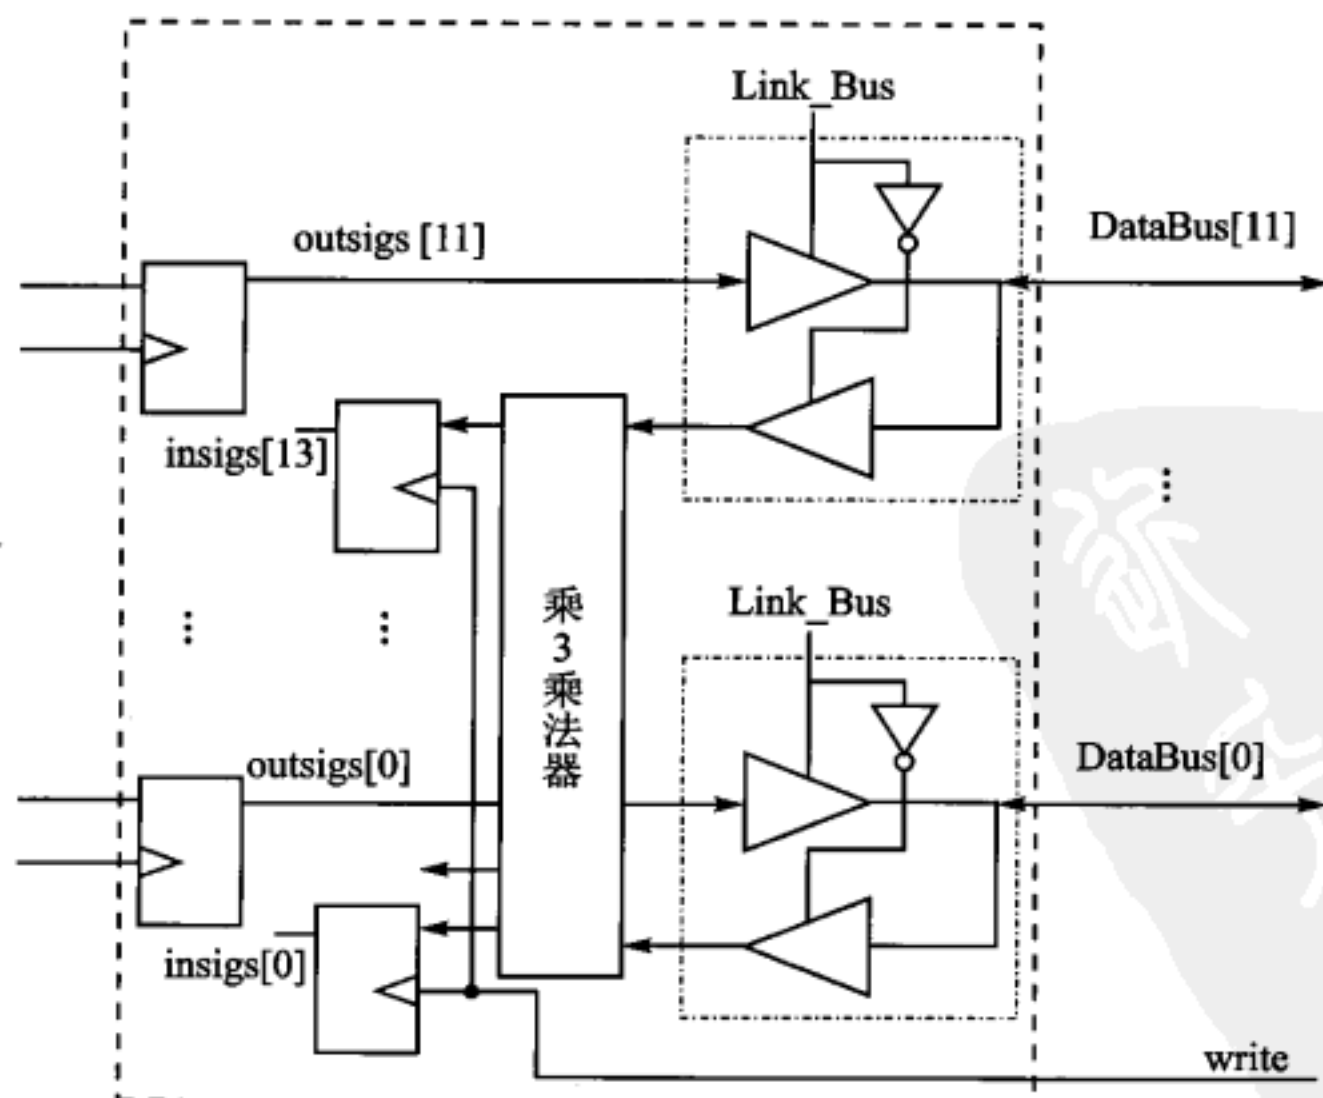 Link_Bus
outsigs [11]
DataBus[11]
insigs[13]
⋮
乘
3
乘
法
器
Link_Bus
⋮
⋮
outsigs[0]
DataBus[0]
insigs[0]
write